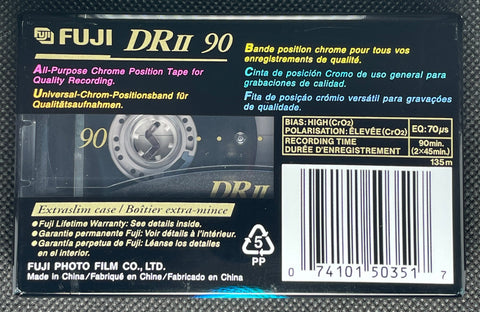 FUJI FUJI DR II 90
All-Purpose Chrome Position Tape for
Quality Recording.
Universal-Chrom-Positionsband für
Qualitätsaufnahmen.
Bande position chrome pour tous vos
enregistrements de qualité.
Cinta de posición Cromo de uso general para
grabaciones de calidad.
Fita de posição crómio versátil para gravações
de qualidade.
BIAS: HIGH (CrO2)
POLARISATION: ÉLEVÉE (CrO2)
EQ: 70µs
RECORDING TIME
DURÉE D'ENREGISTREMENT
90min.
(2×45min.)
135m
90
DR II
Extraslim case / Boîtier extra-mince
• Fuji Lifetime Warranty: See details inside.
• Garantie permanente Fuji: Voir détails à l'intérieur.
• Garantía perpetua de Fuji: Léanse los detalles
en el interior.
FUJI PHOTO FILM CO., LTD.
Made in China/Fabriqué en Chine/Fabricado en China
5
PP
0 74101 50351 7